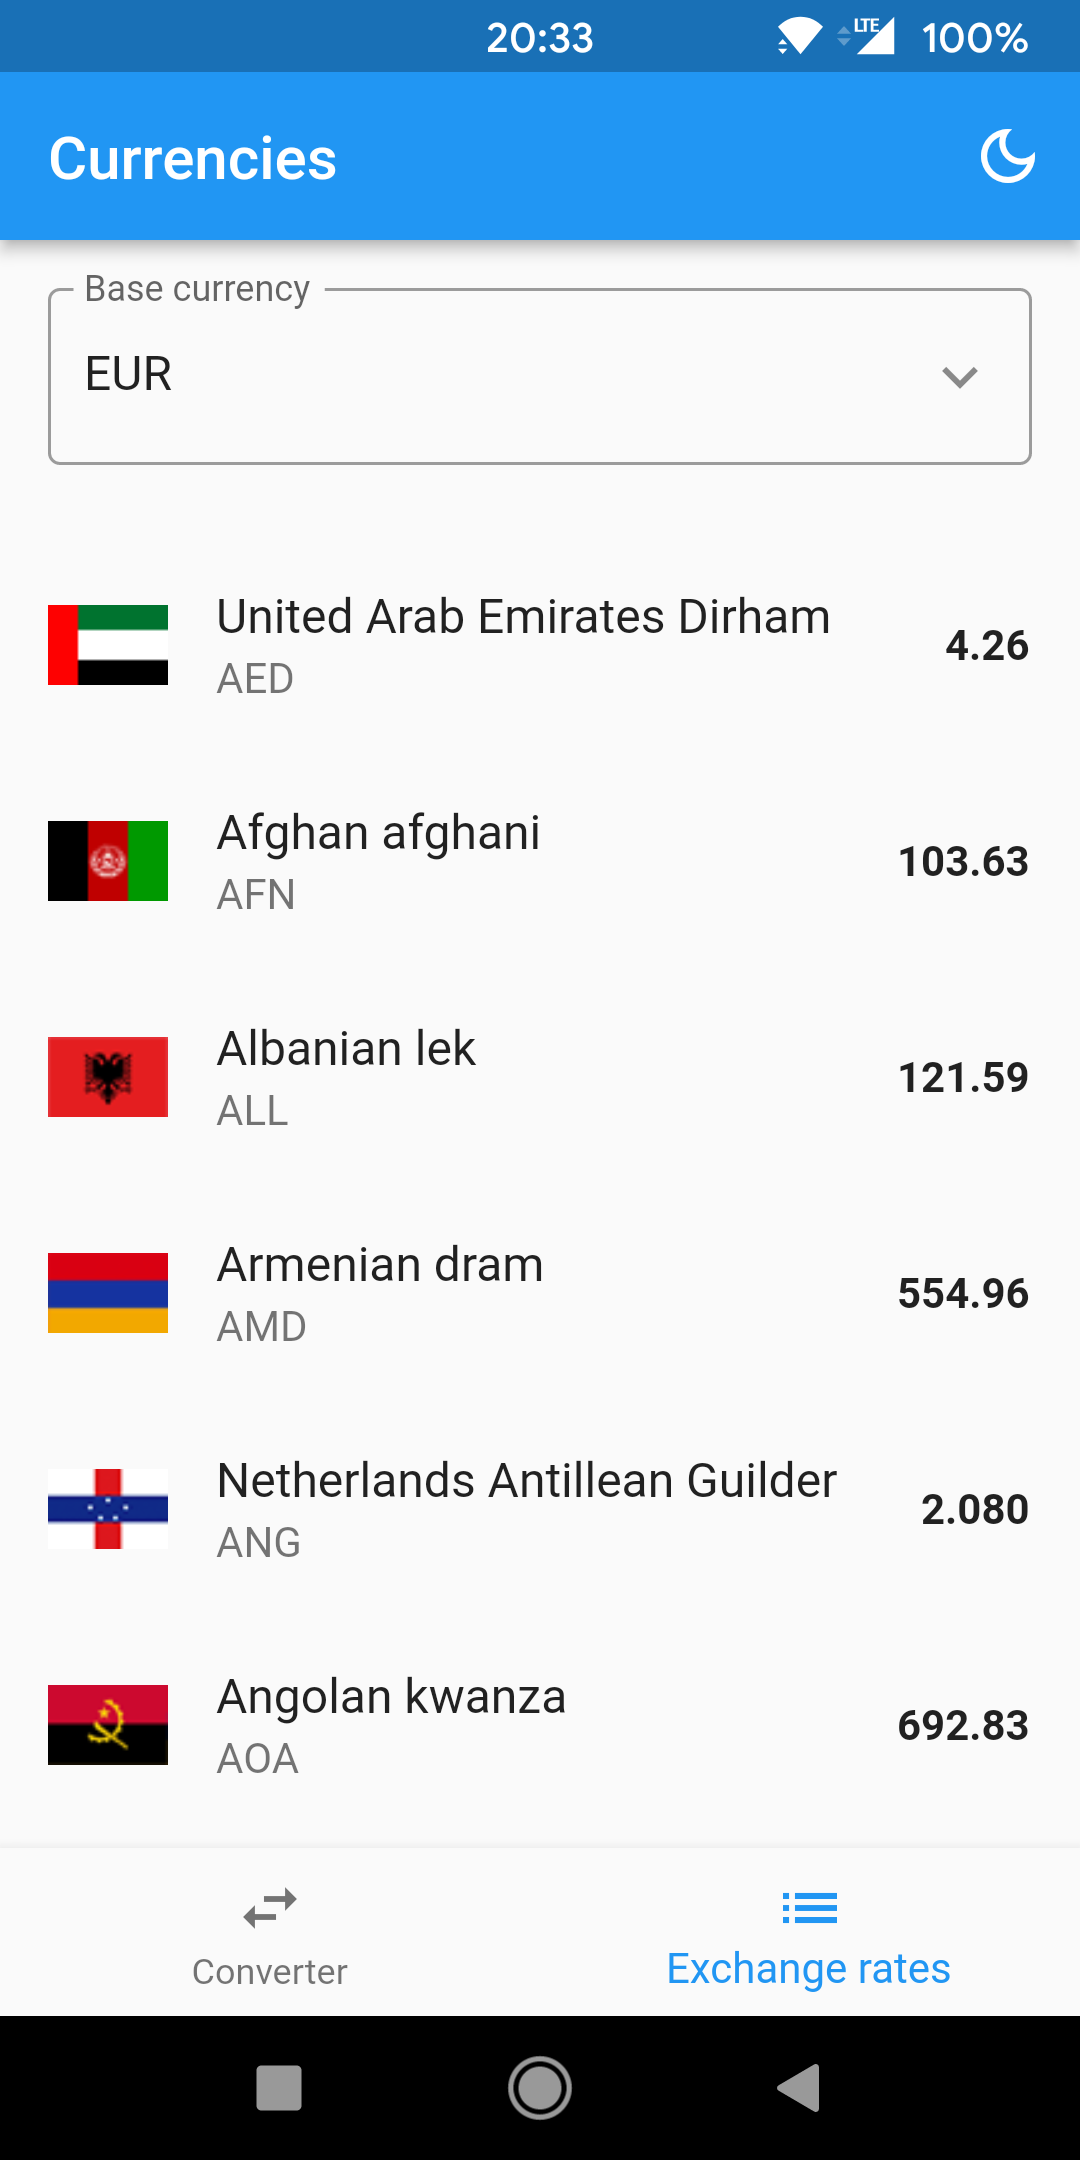 20:33 LTE 100%
Currencies
Base currency
EUR
United Arab Emirates Dirham
AED
4.26
Afghan afghani
AFN
103.63
Albanian lek
ALL
121.59
Armenian dram
AMD
554.96
Netherlands Antillean Guilder
ANG
2.080
Angolan kwanza
AOA
692.83
Converter
Exchange rates